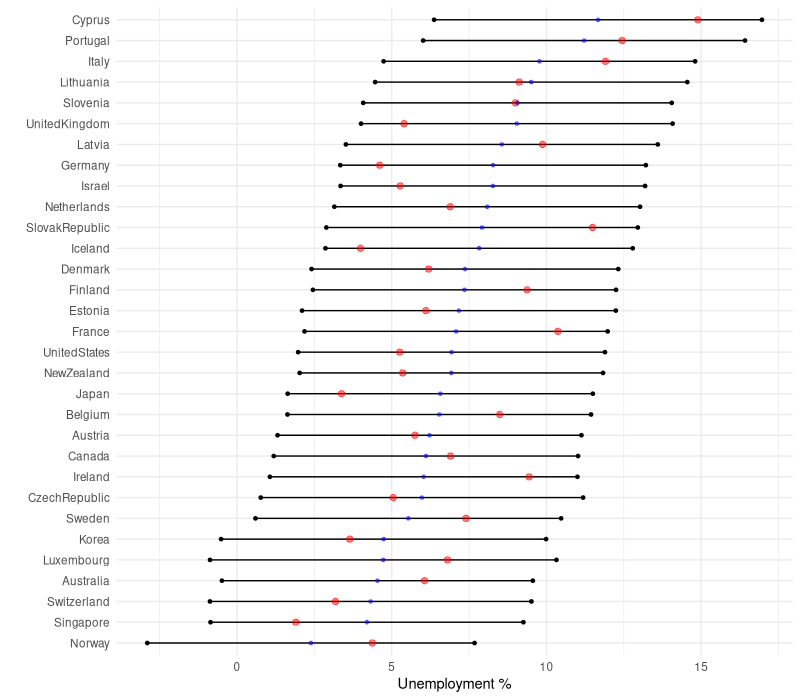 Cyprus
Portugal
Italy
Lithuania
Slovenia
UnitedKingdom
Latvia
Germany
Israel
Netherlands
SlovakRepublic
Iceland
Denmark
Finland
Estonia
France
UnitedStates
NewZealand
Japan
Belgium
Austria
Canada
Ireland
CzechRepublic
Sweden
Korea
Luxembourg
Australia
Switzerland
Singapore
Norway
0 5 10 15
Unemployment %